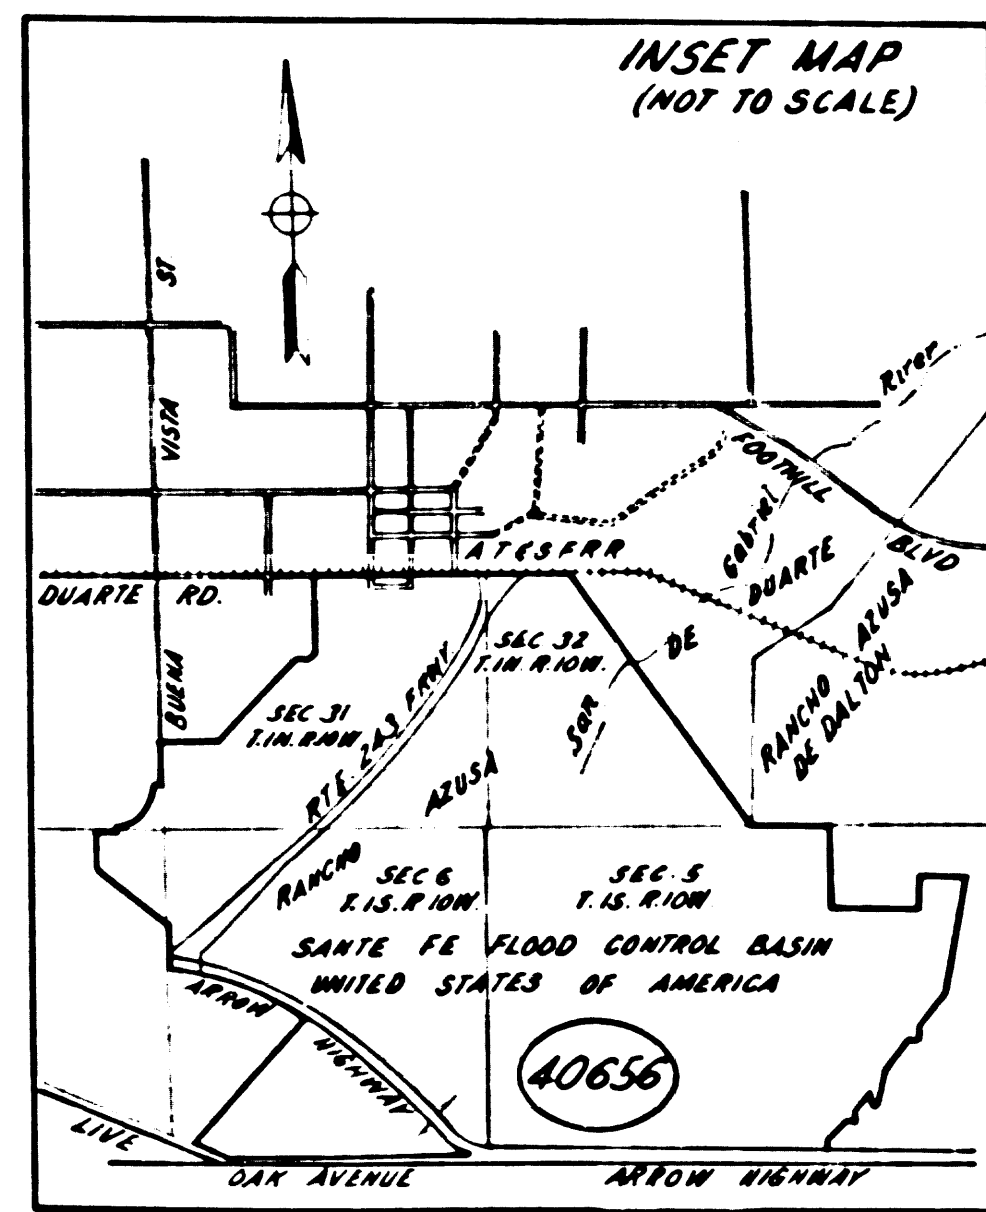 INSET MAP
(NOT TO SCALE)
ST
VISTA
BUENA
River
FOOTHILL
BLVD
Gabriel
A T & S F R R
DUARTE
DUARTE RD.
AZUSA
SEC 32
T.1N. R.10W.
DE
San
RANCHO
DE DALTON
SEC 31
T.1N. R.10W
RTE. 243 FRWY
AZUSA
RANCHO
SEC 6
T. 1S. R 10W.
SEC. 5
T. 1S. R.10W.
SANTE FE FLOOD CONTROL BASIN
UNITED STATES OF AMERICA
ARROW
HIGHWAY
40656
LIVE
OAK AVENUE
ARROW HIGHWAY